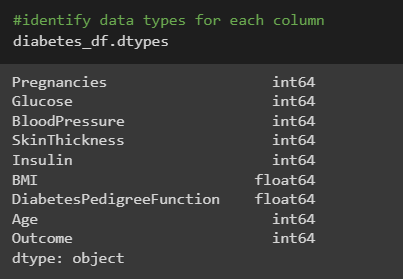 #identify data types for each column
diabetes_df.dtypes
Pregnancies int64
Glucose int64
BloodPressure int64
SkinThickness int64
Insulin int64
BMI float64
DiabetesPedigreeFunction float64
Age int64
Outcome int64
dtype: object